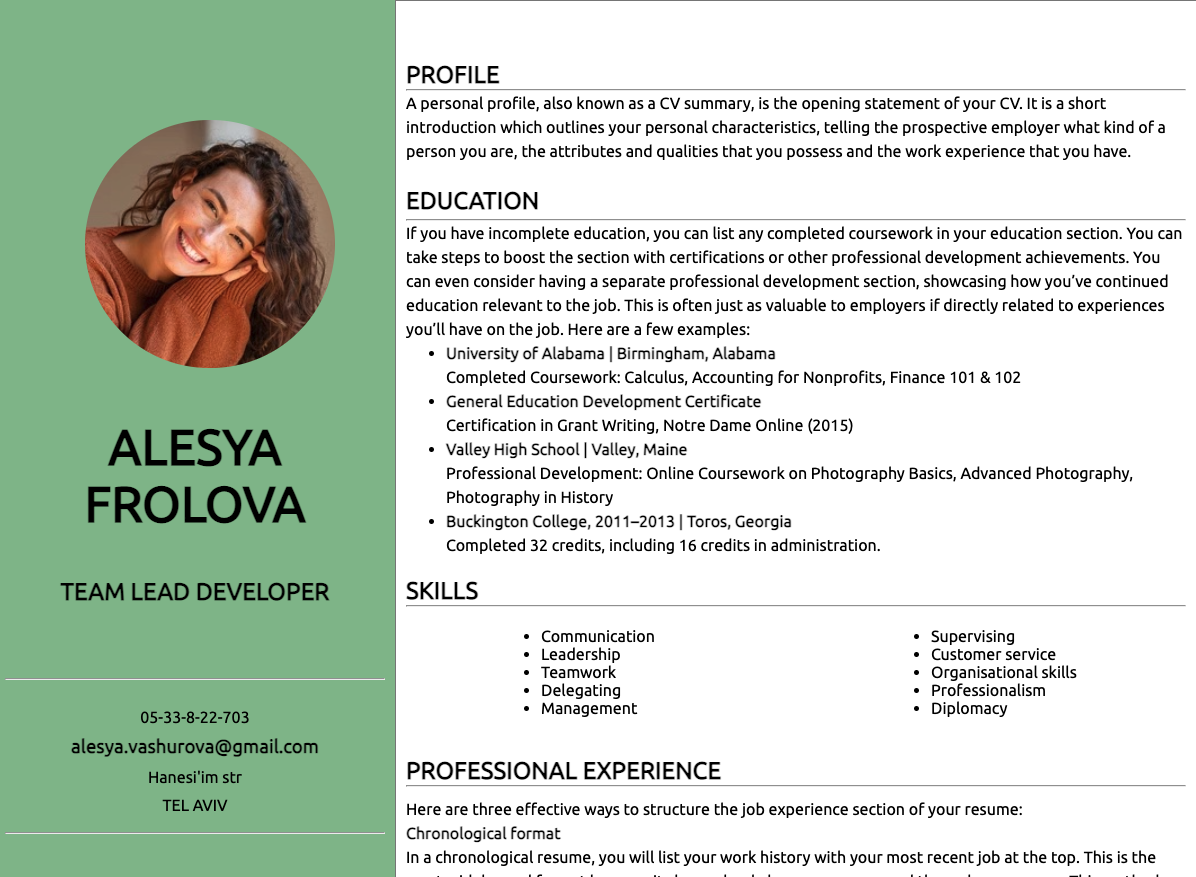 ALESYA
FROLOVA
TEAM LEAD DEVELOPER
05-33-8-22-703
alesya.vashurova@gmail.com
Hanesi'im str
TEL AVIV
PROFILE
A personal profile, also known as a CV summary, is the opening statement of your CV. It is a short
introduction which outlines your personal characteristics, telling the prospective employer what kind of a
person you are, the attributes and qualities that you possess and the work experience that you have.
EDUCATION
If you have incomplete education, you can list any completed coursework in your education section. You can
take steps to boost the section with certifications or other professional development achievements. You
can even consider having a separate professional development section, showcasing how you’ve continued
education relevant to the job. This is often just as valuable to employers if directly related to experiences
you’ll have on the job. Here are a few examples:
• University of Alabama | Birmingham, Alabama
Completed Coursework: Calculus, Accounting for Nonprofits, Finance 101 & 102
• General Education Development Certificate
Certification in Grant Writing, Notre Dame Online (2015)
• Valley High School | Valley, Maine
Professional Development: Online Coursework on Photography Basics, Advanced Photography,
Photography in History
• Buckington College, 2011–2013 | Toros, Georgia
Completed 32 credits, including 16 credits in administration.
SKILLS
• Communication
• Leadership
• Teamwork
• Delegating
• Management
• Supervising
• Customer service
• Organisational skills
• Professionalism
• Diplomacy
PROFESSIONAL EXPERIENCE
Here are three effective ways to structure the job experience section of your resume:
Chronological format
In a chronological resume, you will list your work history with your most recent job at the top. This is the